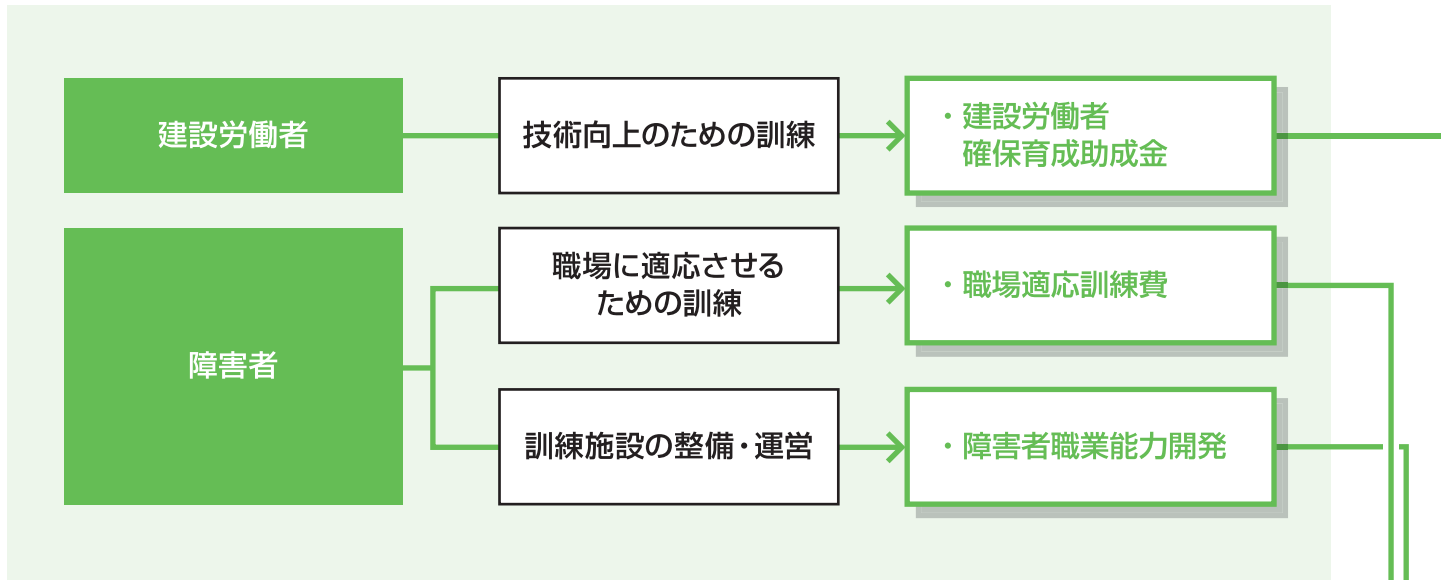 建設労働者
技術向上のための訓練
・建設労働者
確保育成助成金
障害者
職場に適応させる
ための訓練
・職場適応訓練費
訓練施設の整備・運営
・障害者職業能力開発